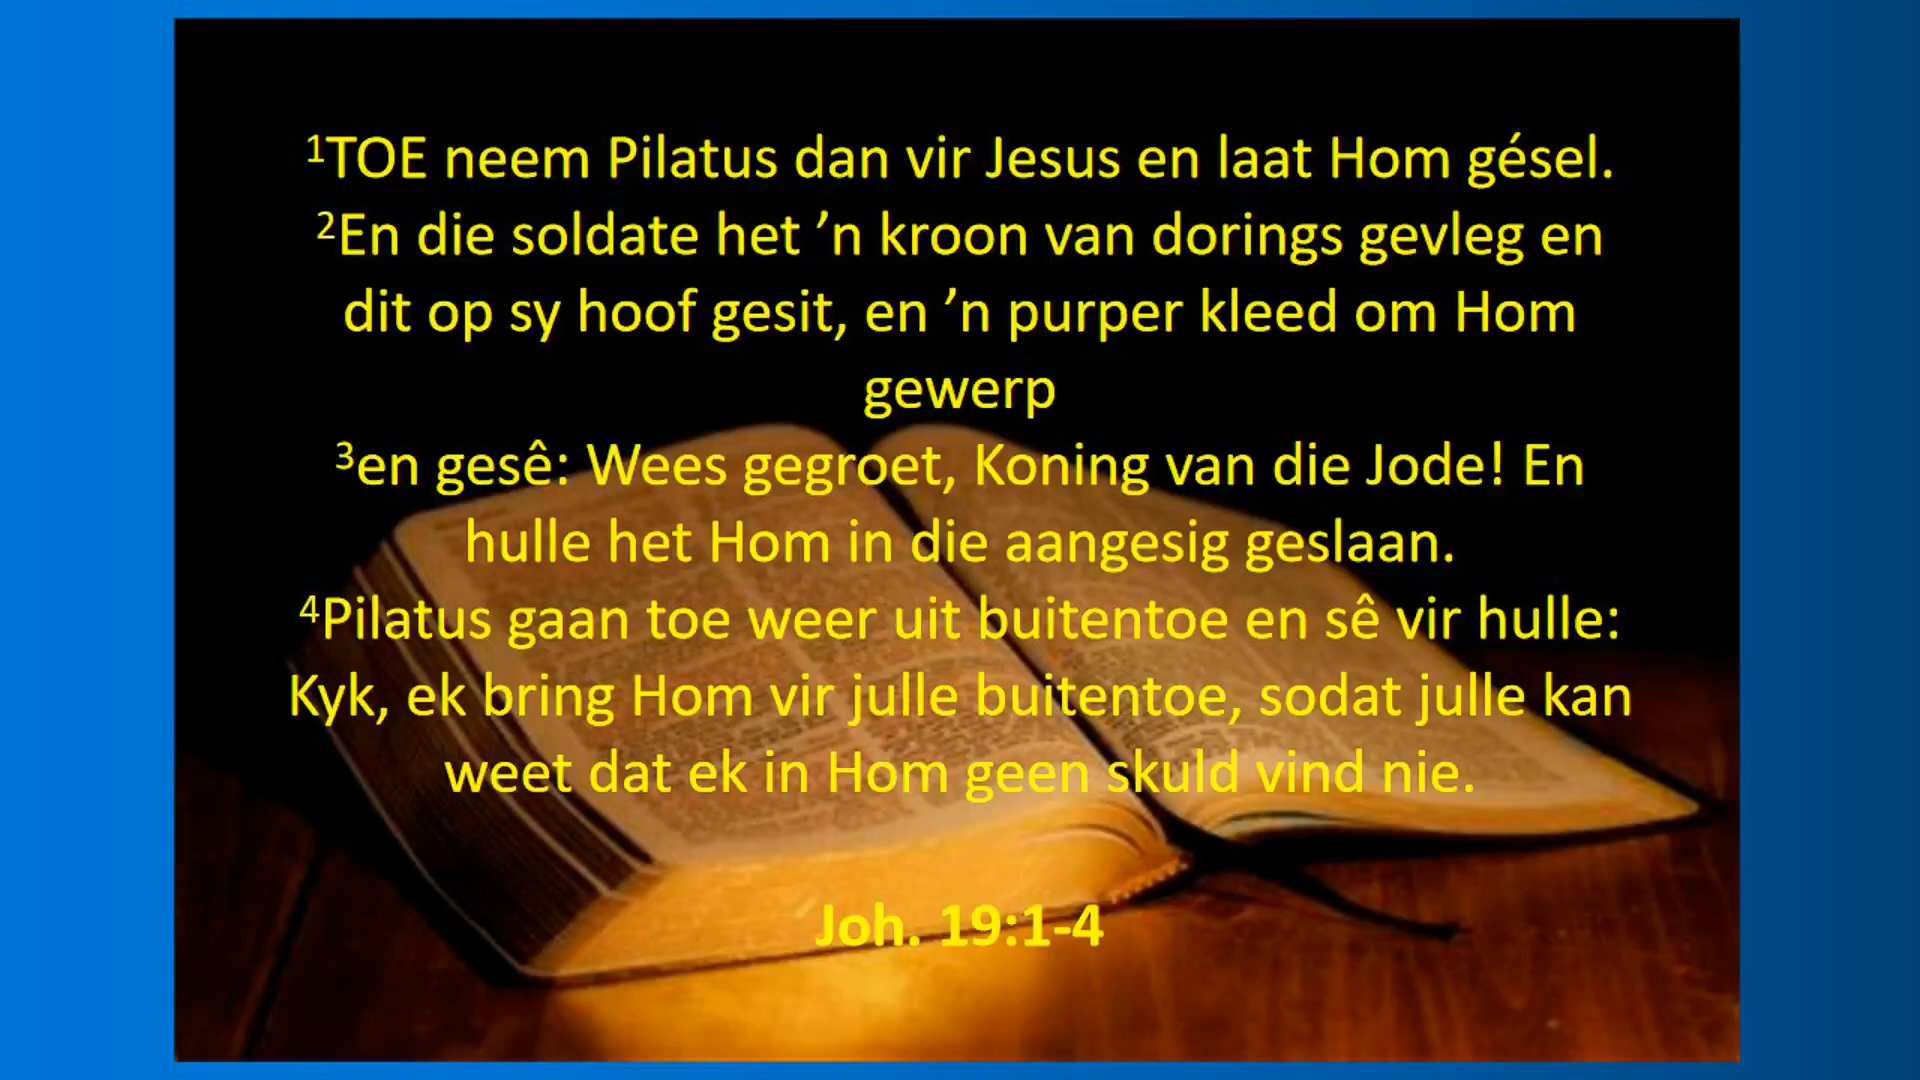 ¹TOE neem Pilatus dan vir Jesus en laat Hom gésel.
²En die soldate het ’n kroon van dorings gevleg en
dit op sy hoof gesit, en ’n purper kleed om Hom
gewerp
³en gesê: Wees gegroet, Koning van die Jode! En
hulle het Hom in die aangesig geslaan.
⁴Pilatus gaan toe weer uit buitentoe en sê vir hulle:
Kyk, ek bring Hom vir julle buitentoe, sodat julle kan
weet dat ek in Hom geen skuld vind nie.
Joh. 19:1-4